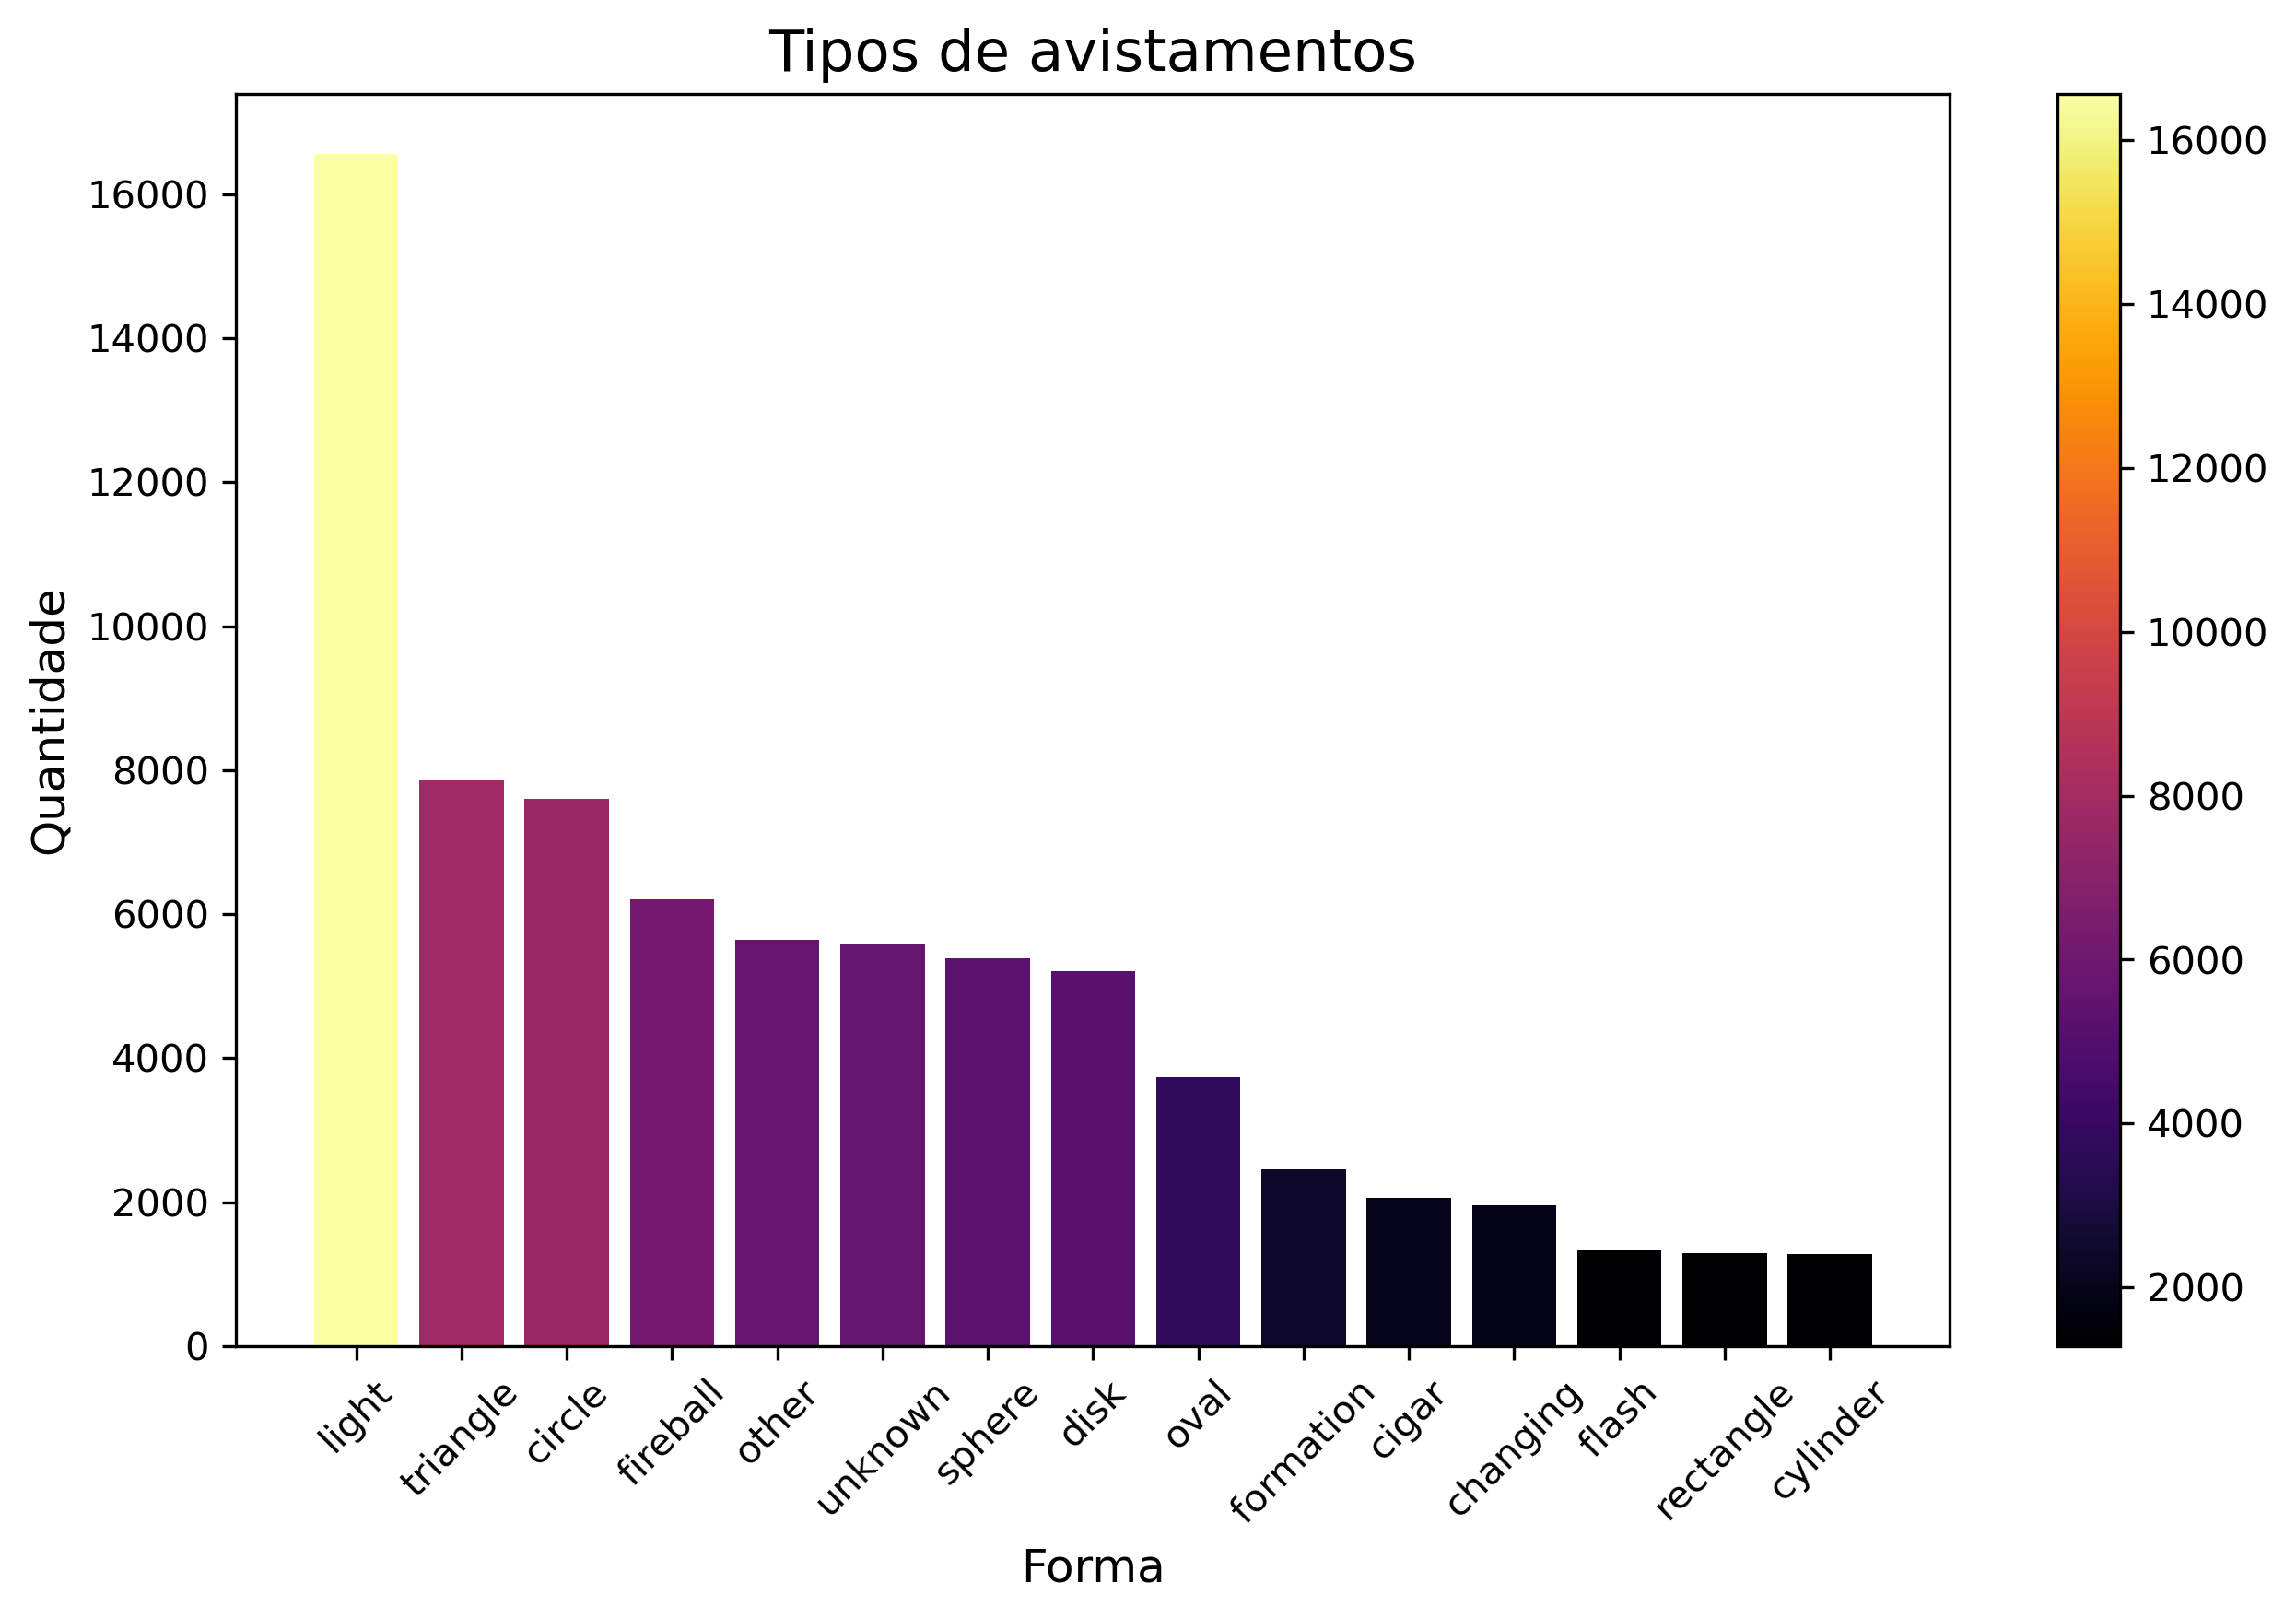 Tipos de avistamentos
Quantidade
16000
14000
12000
10000
8000
6000
4000
2000
0
light
triangle
circle
fireball
other
unknown
sphere
disk
oval
formation
cigar
changing
flash
rectangle
cylinder
Forma
16000
14000
12000
10000
8000
6000
4000
2000